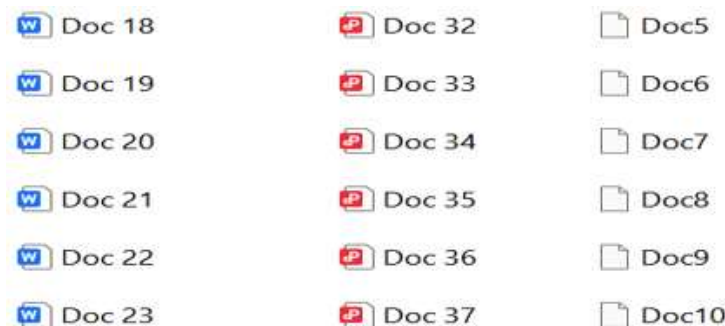 Doc 18
Doc 19
Doc 20
Doc 21
Doc 22
Doc 23
Doc 32
Doc 33
Doc 34
Doc 35
Doc 36
Doc 37
Doc5
Doc6
Doc7
Doc8
Doc9
Doc10